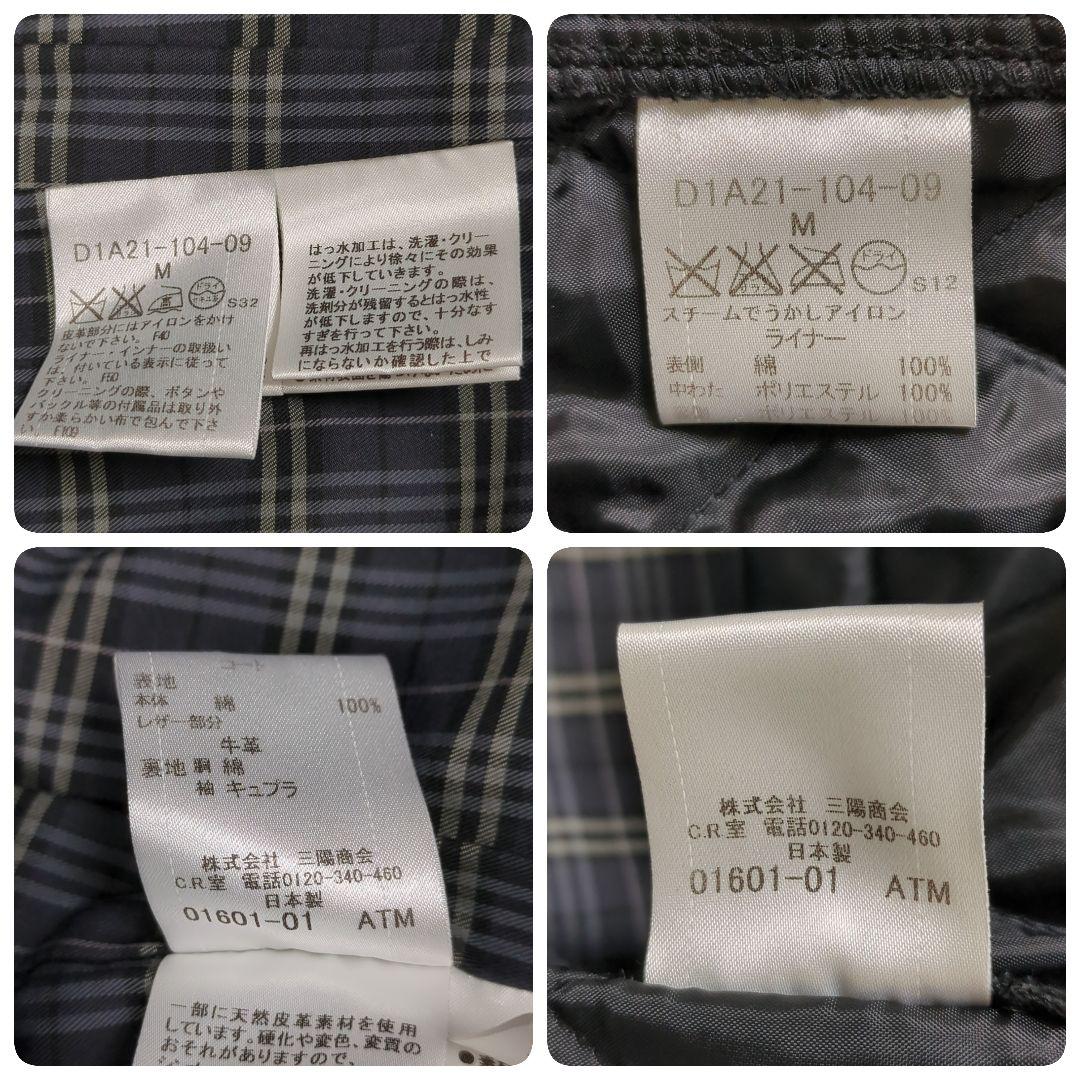 D1A21-104-09
M
ドライ
S32
皮革部分にはアイロンをかけ
ないで下さい。 F40
ライナー・インナーの取扱い
は、付いている表示に従って
下さい。 F50
クリーニングの際、ボタンや
バックル等の付属品は取り外
すか柔らかい布で包んで下さ
い。 F109
はっ水加工は、洗濯・クリー
ニングにより徐々にその効果
が低下していきます。
洗濯・クリーニングの際は、
洗剤分が残留するとはっ水性
が低下しますので、十分なす
すぎを行って下さい。
再はっ水加工を行う際は、しみ
にならないか確認した上で
D1A21-104-09
M
ドライ
S12
スチームでうかしアイロン
ライナー
表側 綿 100%
中わた ポリエステル 100%
100%
コート
表地
本体 綿 100%
レザー部分
牛革
裏地 胴 綿
袖 キュプラ
株式会社 三陽商会
C.R.室 電話0120-340-460
日本製
01601-01 ATM
一部に天然皮革素材を使用
しています。硬化や変色、変質の
おそれがありますので、
株式会社 三陽商会
C.R.室 電話0120-340-460
日本製
01601-01 ATM